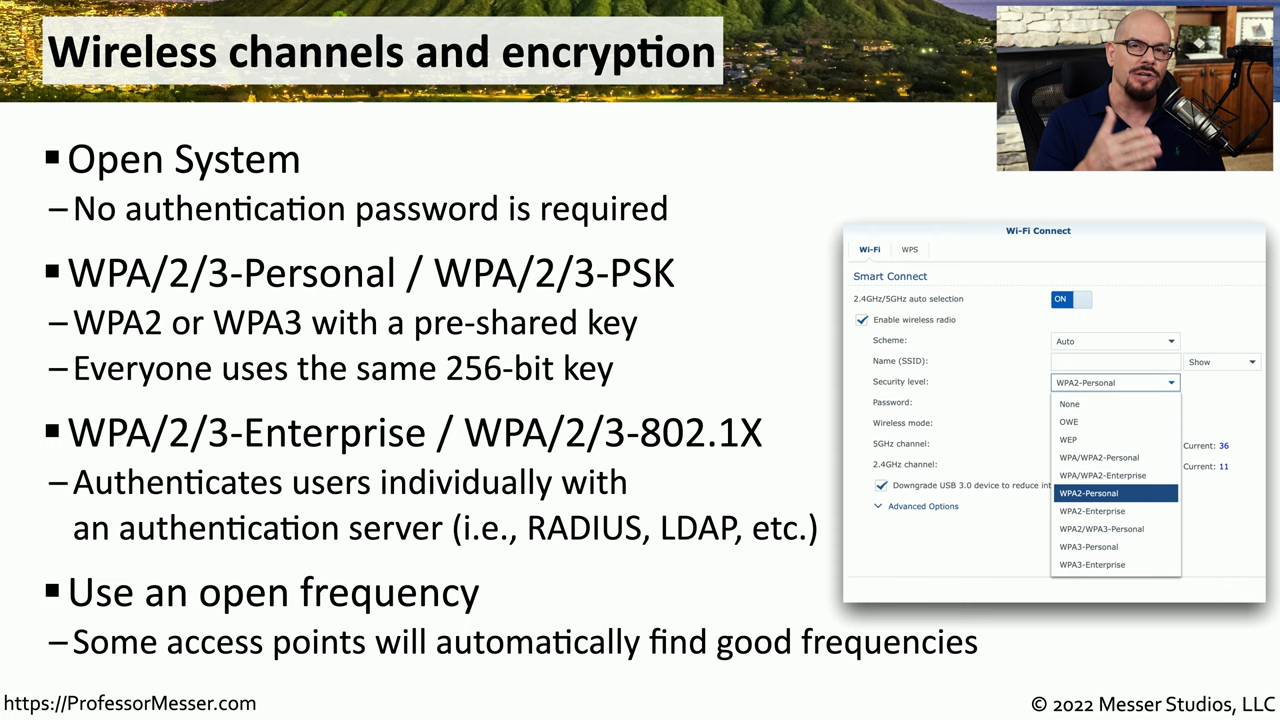 Wireless channels and encryption
▪ Open System
– No authentication password is required
▪ WPA/2/3-Personal / WPA/2/3-PSK
– WPA2 or WPA3 with a pre-shared key
– Everyone uses the same 256-bit key
▪ WPA/2/3-Enterprise / WPA/2/3-802.1X
– Authenticates users individually with
an authentication server (i.e., RADIUS, LDAP, etc.)
▪ Use an open frequency
– Some access points will automatically find good frequencies
Wi-Fi Connect
Wi-Fi WPS
Smart Connect
2.4GHz/5GHz auto selection ON
Enable wireless radio
Scheme: Auto
Name (SSID): Show
Security level: WPA2-Personal
Password:
Wireless mode:
5GHz channel: Current: 36
2.4GHz channel: Current: 11
Downgrade USB 3.0 device to reduce int
Advanced Options
None
OWE
WEP
WPA/WPA2-Personal
WPA/WPA2-Enterprise
WPA2-Personal
WPA2-Enterprise
WPA2/WPA3-Personal
WPA3-Personal
WPA3-Enterprise
https://ProfessorMesser.com
© 2022 Messer Studios, LLC